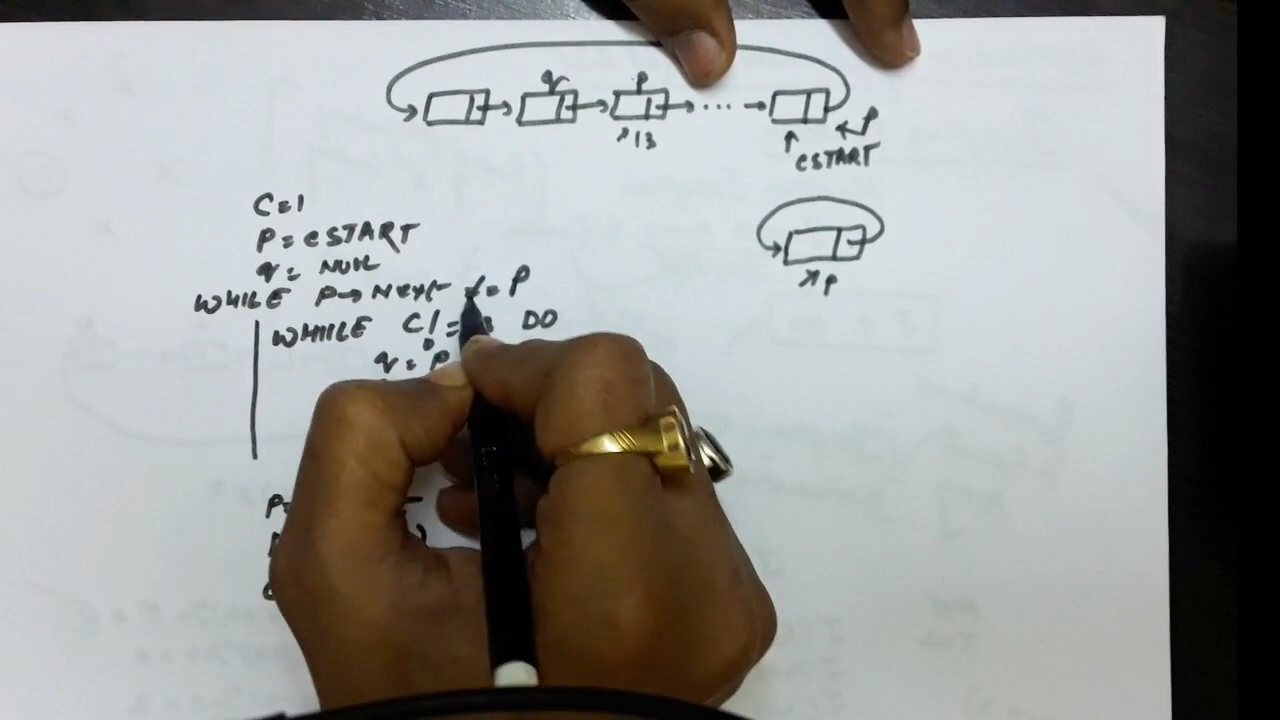 q P
P
13
CSTART
C=1
P= CSTART
q= NULL
P
WHILE P→Next != P
WHILE C!= DO
q= P
P=